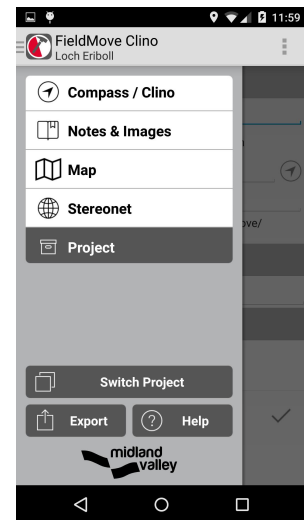 11:59
FieldMove Clino
Loch Eriboll
Compass / Clino
Notes & Images
Map
ove/
Stereonet
Project
Switch Project
Export
? Help
midland
valley